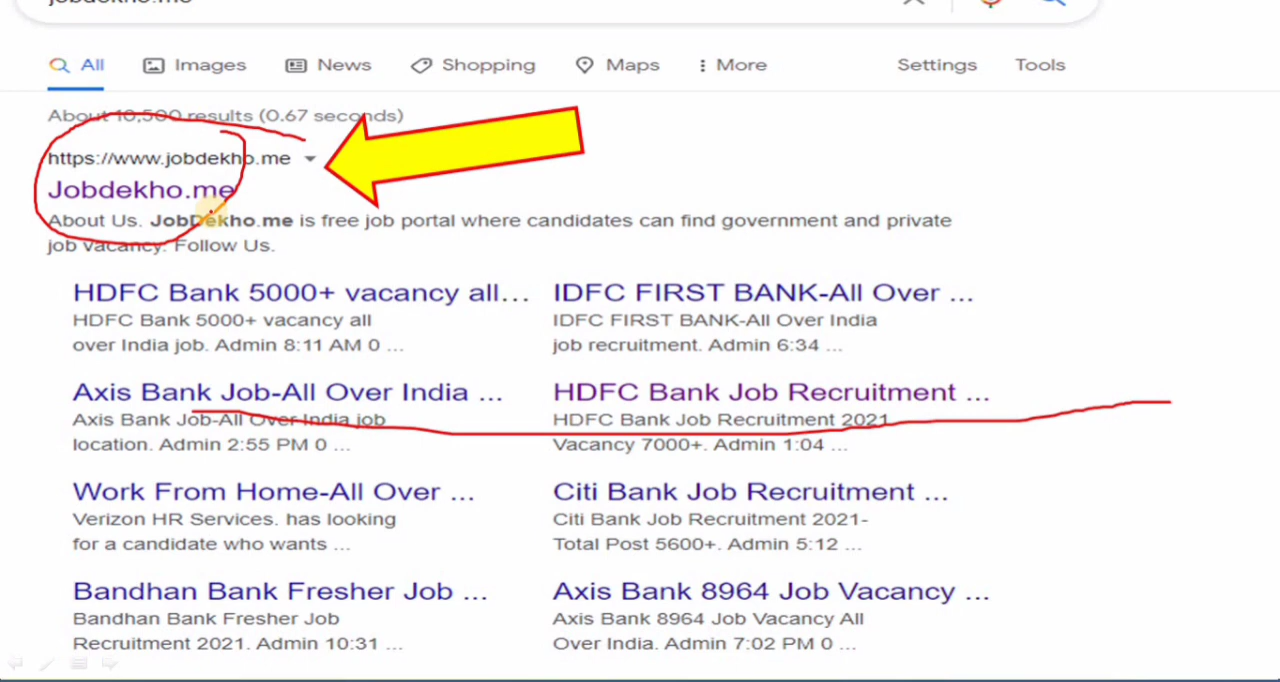 jobdekho.me
All Images News Shopping Maps More Settings Tools
About 10,500 results (0.67 seconds)
https://www.jobdekho.me
Jobdekho.me
About Us. JobDekho.me is free job portal where candidates can find government and private
job vacancy. Follow Us.
HDFC Bank 5000+ vacancy all...
HDFC Bank 5000+ vacancy all
over India job. Admin 8:11 AM 0 ...
IDFC FIRST BANK-All Over ...
IDFC FIRST BANK-All Over India
job recruitment. Admin 6:34 ...
Axis Bank Job-All Over India ...
Axis Bank Job-All Over India job
location. Admin 2:55 PM 0 ...
HDFC Bank Job Recruitment ...
HDFC Bank Job Recruitment 2021
Vacancy 7000+. Admin 1:04 ...
Work From Home-All Over ...
Verizon HR Services. has looking
for a candidate who wants ...
Citi Bank Job Recruitment ...
Citi Bank Job Recruitment 2021-
Total Post 5600+. Admin 5:12 ...
Bandhan Bank Fresher Job ...
Bandhan Bank Fresher Job
Recruitment 2021. Admin 10:31 ...
Axis Bank 8964 Job Vacancy ...
Axis Bank 8964 Job Vacancy All
Over India. Admin 7:02 PM 0 ...